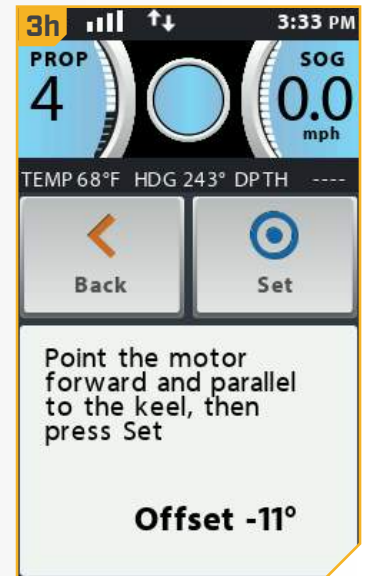 3h 3:33 PM
PROP SOG
4 0.0
mph
TEMP 68°F HDG 243° DPTH ----
Back Set
Point the motor
forward and parallel
to the keel, then
press Set
Offset -11°